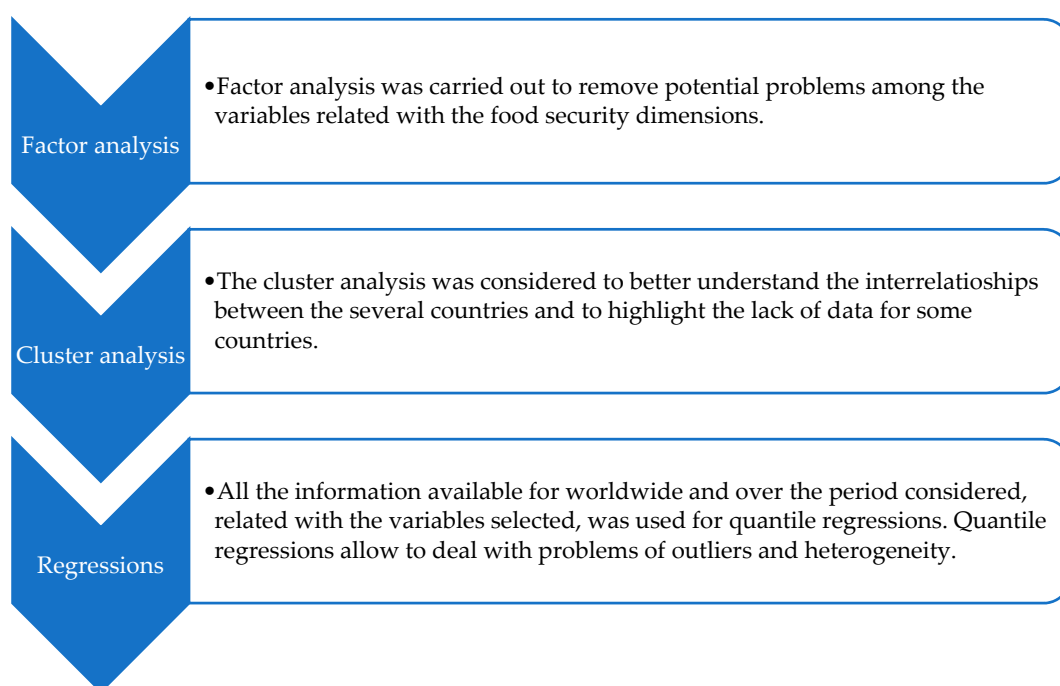 Factor analysis
•Factor analysis was carried out to remove potential problems among the
variables related with the food security dimensions.
Cluster analysis
•The cluster analysis was considered to better understand the interrelatioships
between the several countries and to highlight the lack of data for some
countries.
Regressions
•All the information available for worldwide and over the period considered,
related with the variables selected, was used for quantile regressions. Quantile
regressions allow to deal with problems of outliers and heterogeneity.